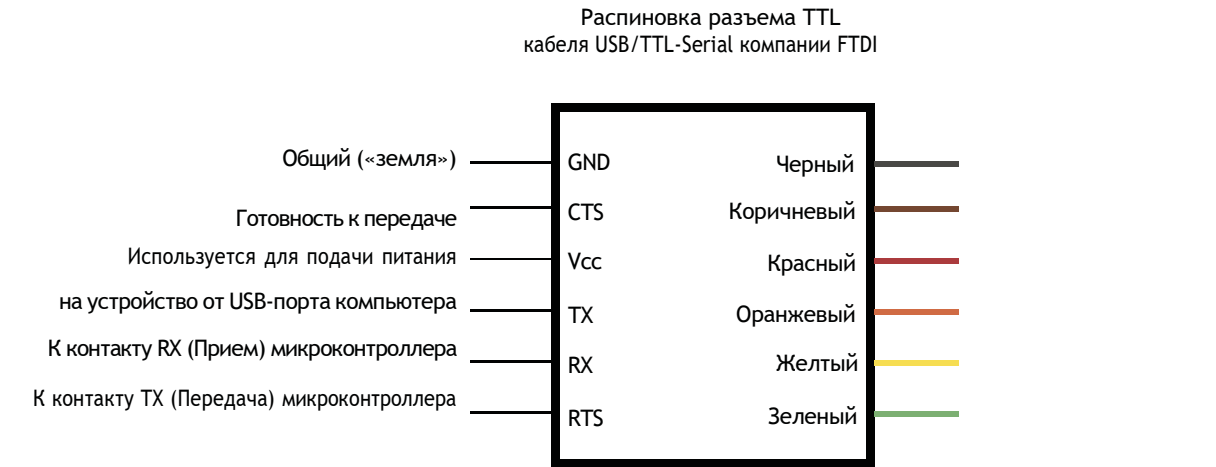 Распиновка разъема TTL
кабеля USB/TTL-Serial компании FTDI
Общий («земля») GND Черный
Готовность к передаче CTS Коричневый
Используется для подачи питания Vcc Красный
на устройство от USB-порта компьютера TX Оранжевый
К контакту RX (Прием) микроконтроллера RX Желтый
К контакту TX (Передача) микроконтроллера RTS Зеленый